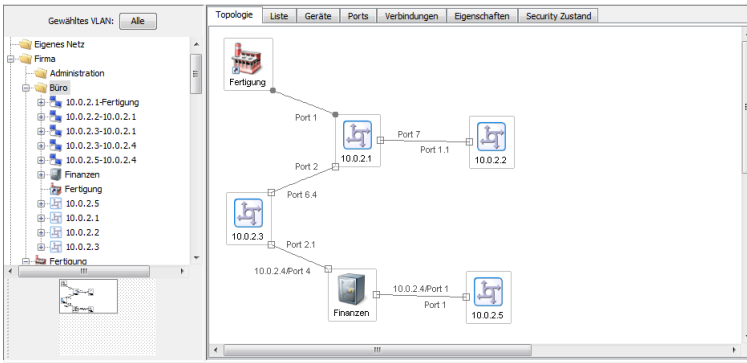 Gewähltes VLAN: Alle
Eigenes Netz
Firma
Administration
Büro
10.0.2.1-Fertigung
10.0.2.2-10.0.2.1
10.0.2.3-10.0.2.1
10.0.2.3-10.0.2.4
10.0.2.5-10.0.2.4
Finanzen
Fertigung
10.0.2.5
10.0.2.1
10.0.2.2
10.0.2.3
Fertigung
Topologie Liste Geräte Ports Verbindungen Eigenschaften Security Zustand
Fertigung
Port 1
Port 7
Port 1.1
10.0.2.1
10.0.2.2
Port 2
Port 6.4
10.0.2.3
Port 2.1
10.0.2.4/Port 4
10.0.2.4/Port 1
Port 1
Finanzen
10.0.2.5